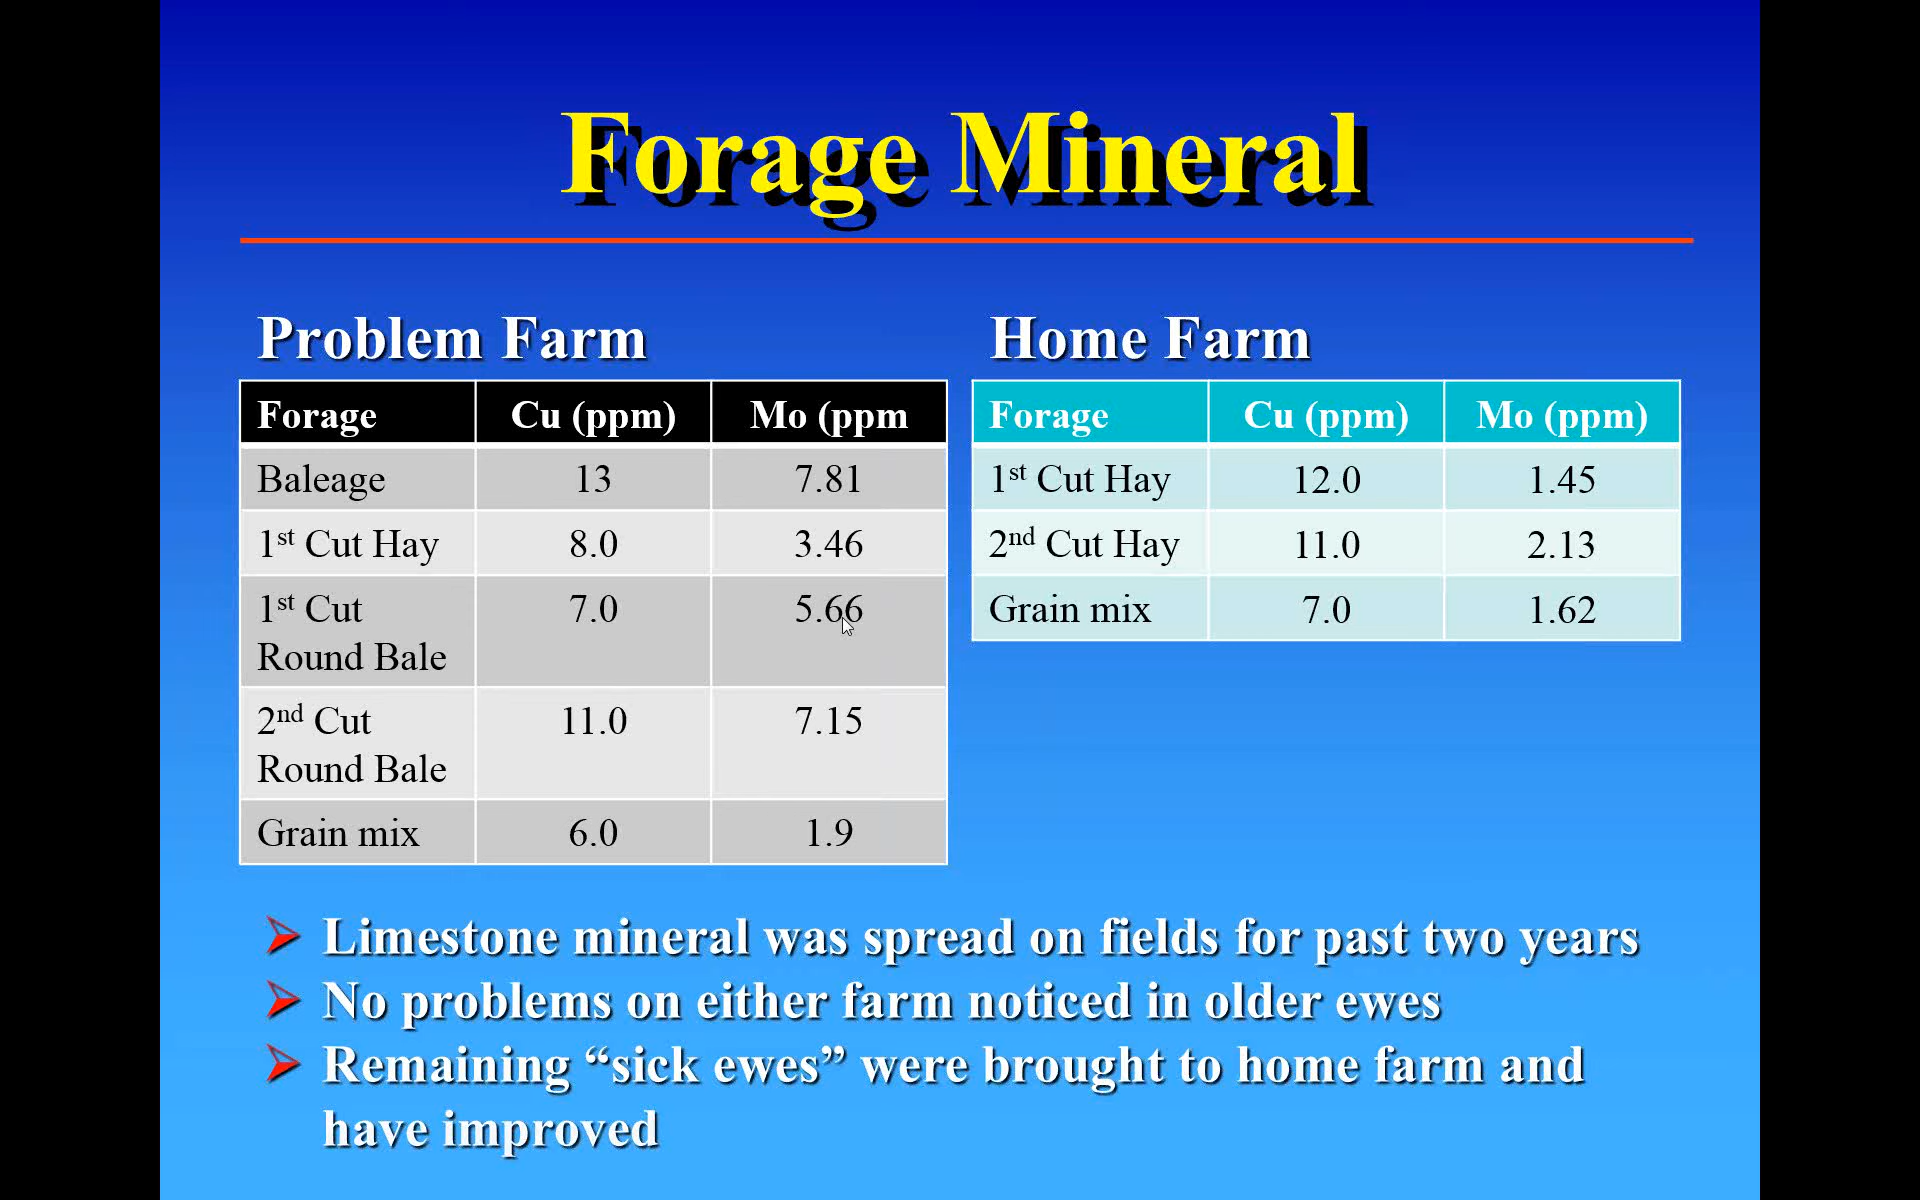 Forage Mineral
Problem Farm
Forage Cu (ppm) Mo (ppm
Baleage 13 7.81
1st Cut Hay 8.0 3.46
1st Cut 7.0 5.66
Round Bale
2nd Cut 11.0 7.15
Round Bale
Grain mix 6.0 1.9
Home Farm
Forage Cu (ppm) Mo (ppm)
1st Cut Hay 12.0 1.45
2nd Cut Hay 11.0 2.13
Grain mix 7.0 1.62
Limestone mineral was spread on fields for past two years
No problems on either farm noticed in older ewes
Remaining “sick ewes” were brought to home farm and
have improved